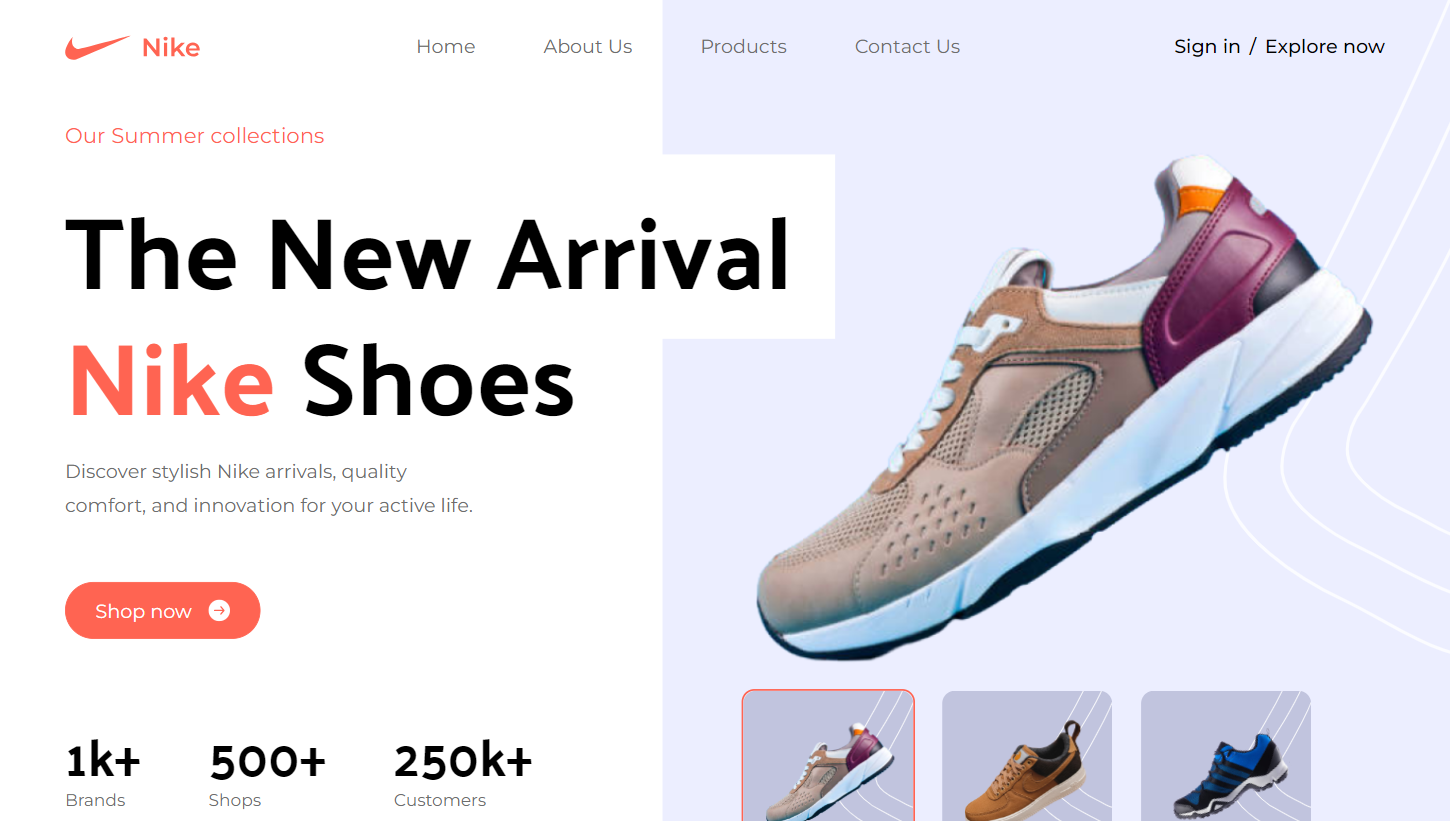 Nike
Home About Us Products Contact Us
Sign in / Explore now
Our Summer collections
The New Arrival
Nike Shoes
Discover stylish Nike arrivals, quality
comfort, and innovation for your active life.
Shop now
1k+ 500+ 250k+
Brands Shops Customers